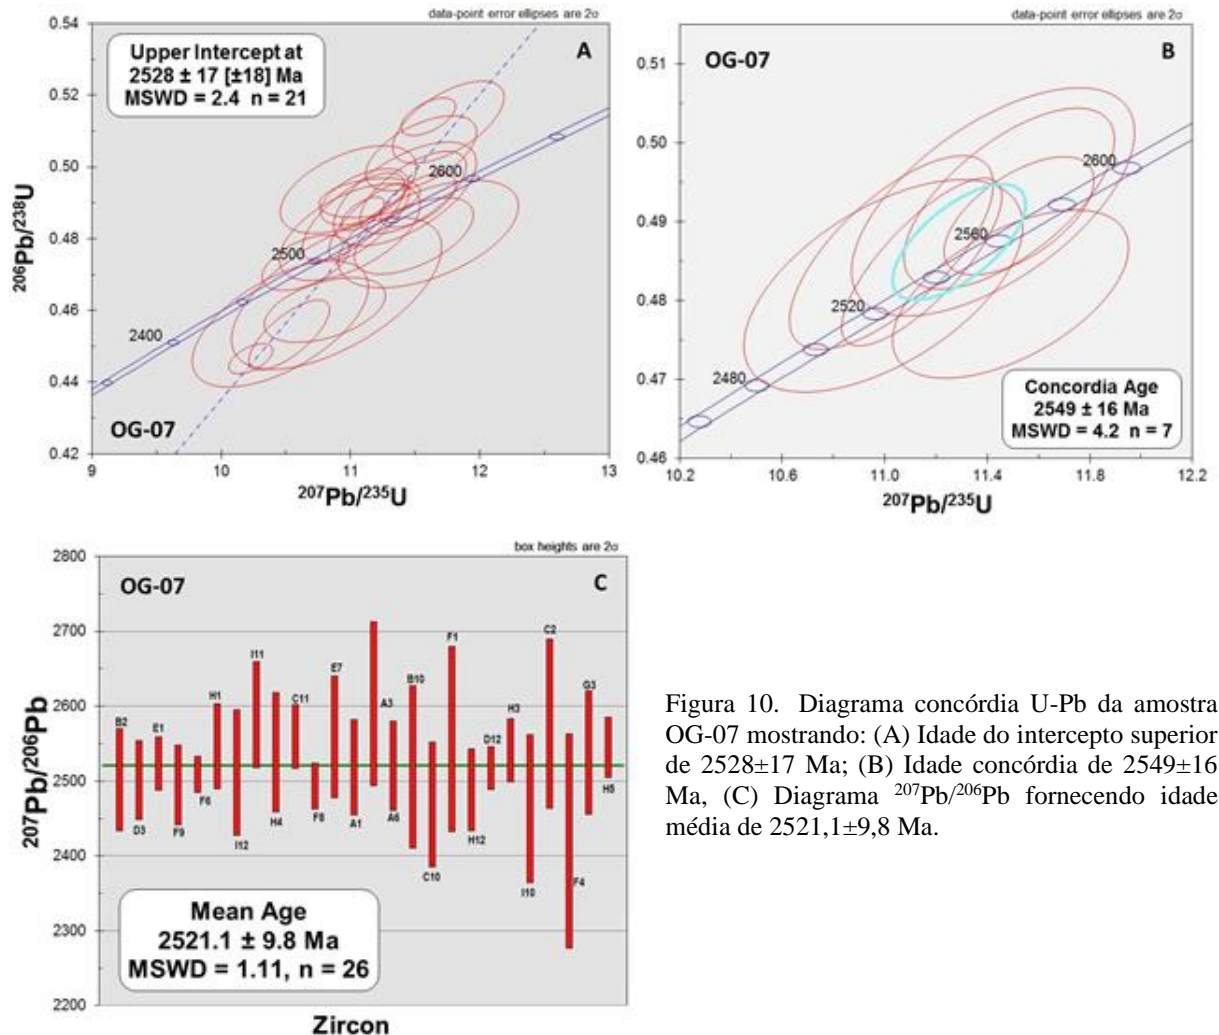 data-point error ellipses are 2σ
A
Upper Intercept at
2528 ± 17 [±18] Ma
MSWD = 2.4 n = 21
0.54
0.52
0.50
0.48
0.46
0.44
0.42
2600
2500
2400
OG-07
9
10
11
12
13
206Pb/238U
207Pb/235U
data-point error ellipses are 2σ
OG-07
B
0.51
0.50
0.49
0.48
0.47
0.46
2600
2560
2520
2480
Concordia Age
2549 ± 16 Ma
MSWD = 4.2 n = 7
10.2
10.6
11.0
11.4
11.8
12.2
207Pb/235U
box heights are 2σ
OG-07
C
2800
2700
2600
2500
2400
2300
2200
207Pb/206Pb
B2
D3
E1
F9
F6
H1
I12
I11
H4
C11
F8
E7
A1
A3
A6
B10
C10
F1
H12
D12
H3
I10
C2
F4
G3
H5
Mean Age
2521.1 ± 9.8 Ma
MSWD = 1.11, n = 26
Zircon
Figura 10. Diagrama concórdia U-Pb da amostra
OG-07 mostrando: (A) Idade do intercepto superior
de 2528±17 Ma; (B) Idade concórdia de 2549±16
Ma, (C) Diagrama 207Pb/206Pb fornecendo idade
média de 2521,1±9,8 Ma.